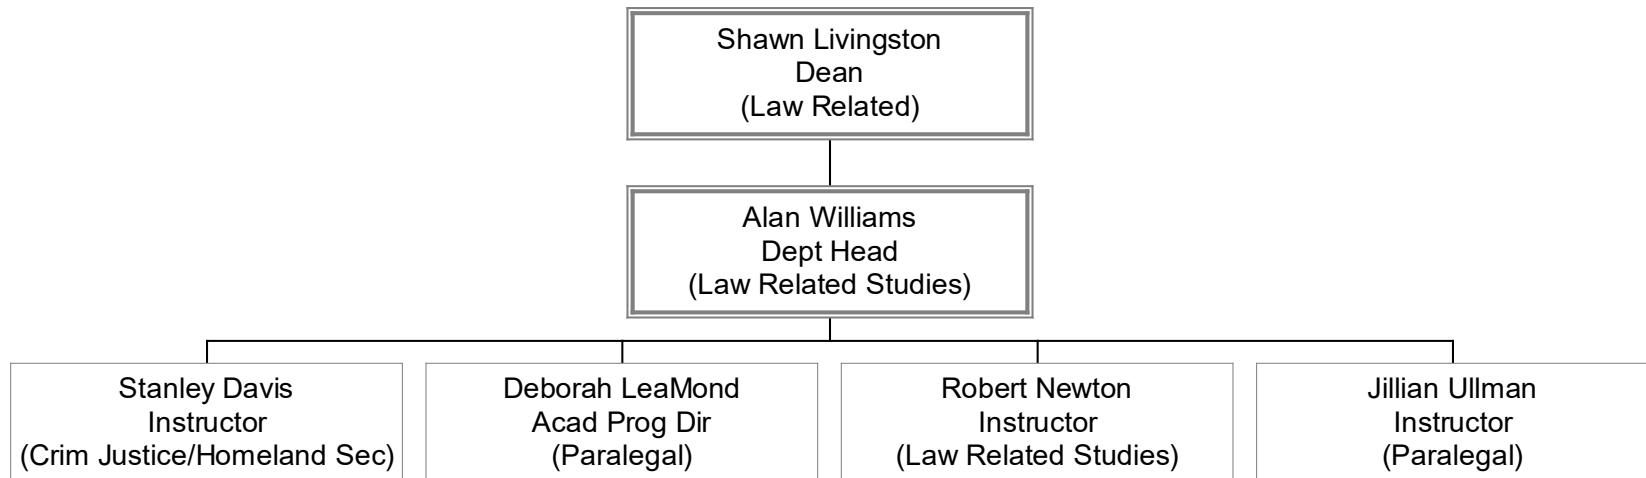 Shawn Livingston
Dean
(Law Related)
Alan Williams
Dept Head
(Law Related Studies)
Stanley Davis
Instructor
(Crim Justice/Homeland Sec)
Deborah LeaMond
Acad Prog Dir
(Paralegal)
Robert Newton
Instructor
(Law Related Studies)
Jillian Ullman
Instructor
(Paralegal)